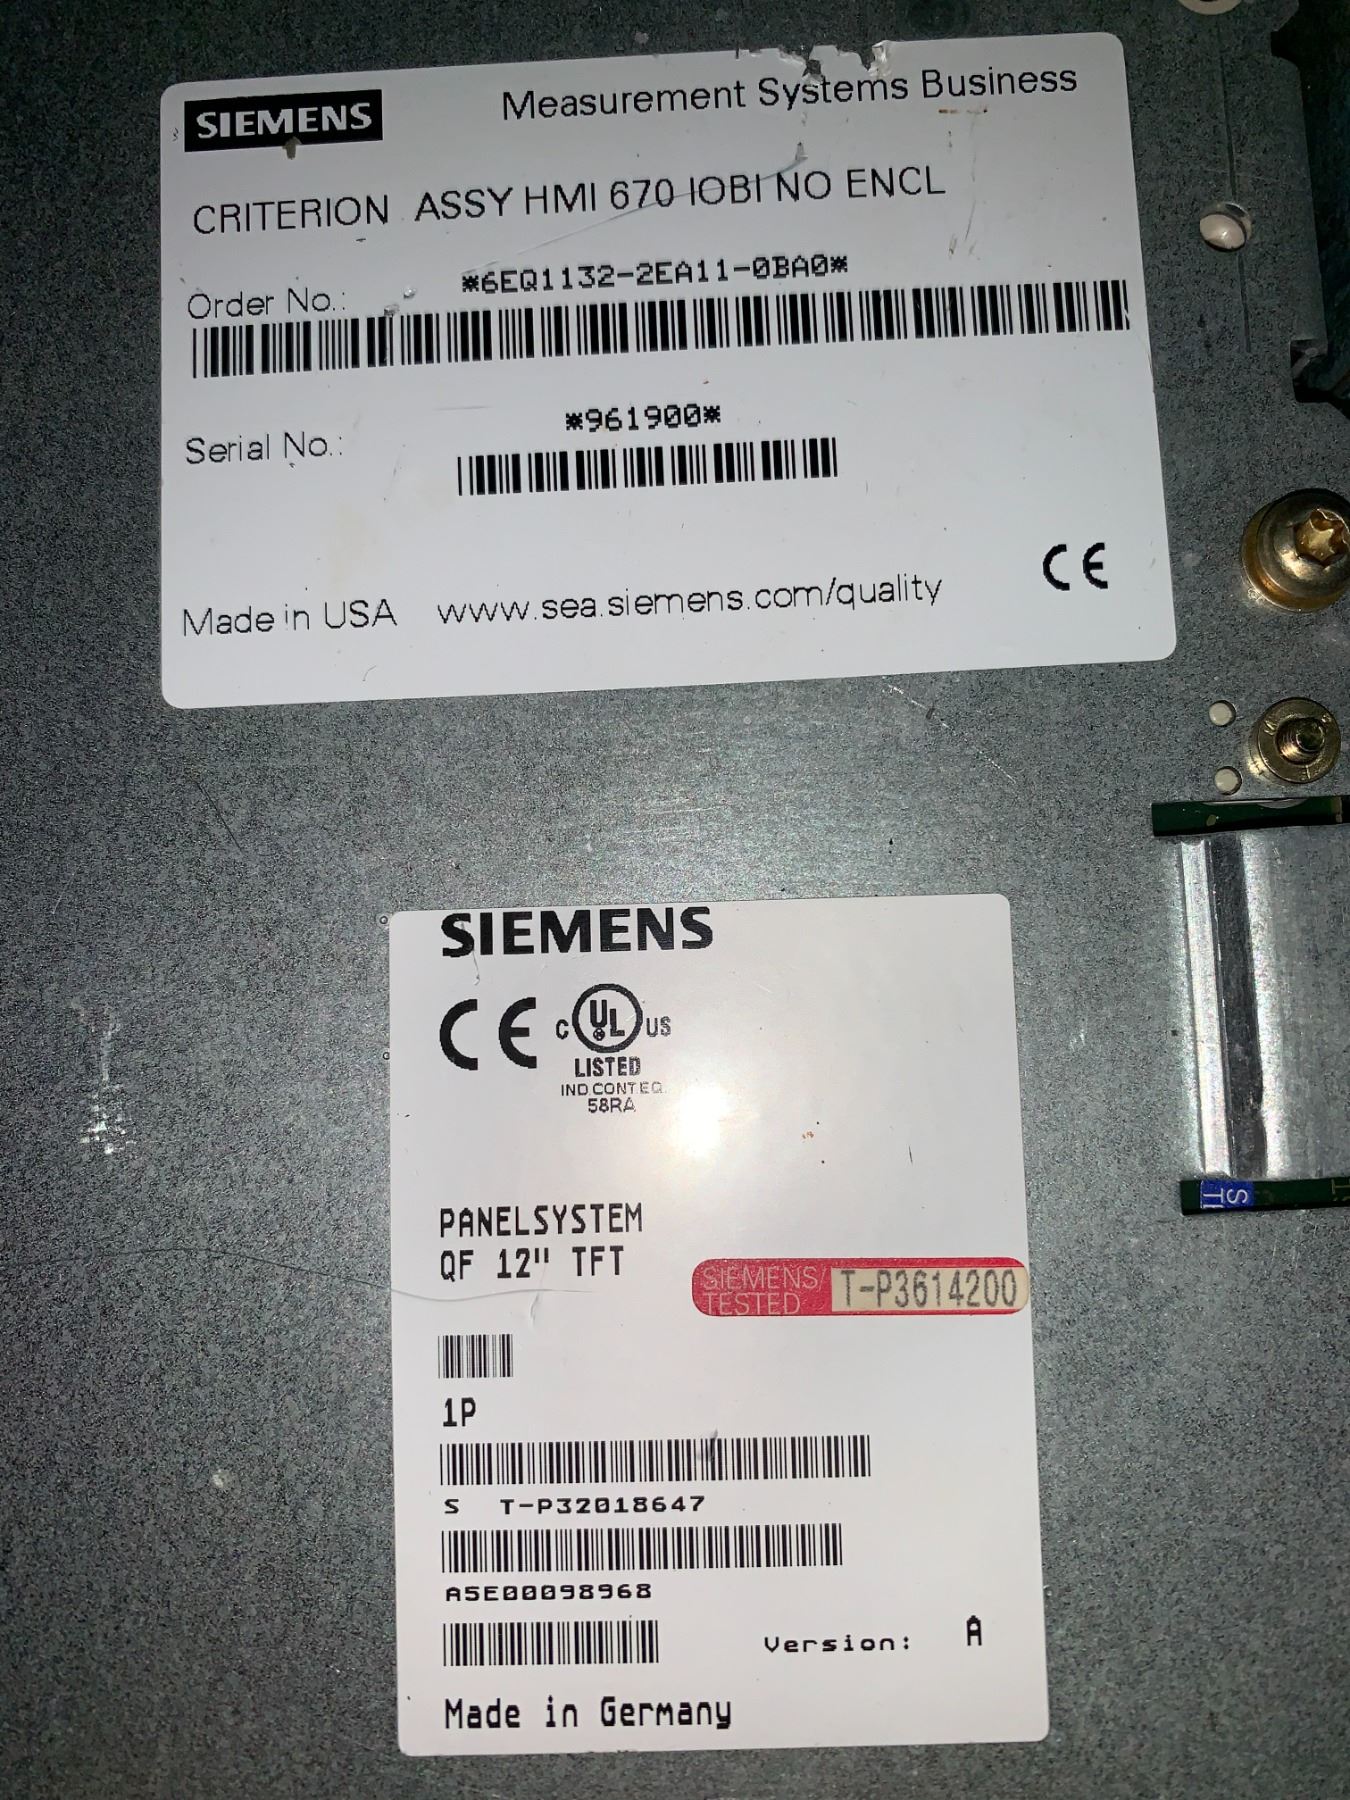 SIEMENS Measurement Systems Business
CRITERION ASSY HMI 670 IOBI NO ENCL
Order No.: *6EQ1132-2EA11-0BA0*
Serial No.: *961900*
CE
Made in USA www.sea.siemens.com/quality
SIEMENS
CE C UL US
LISTED
IND.CONT.EQ.
58RA
PANELSYSTEM
QF 12" TFT
SIEMENS/ T-P3614200
TESTED
1P
S T-P32018647
A5E00098968
Version: A
Made in Germany